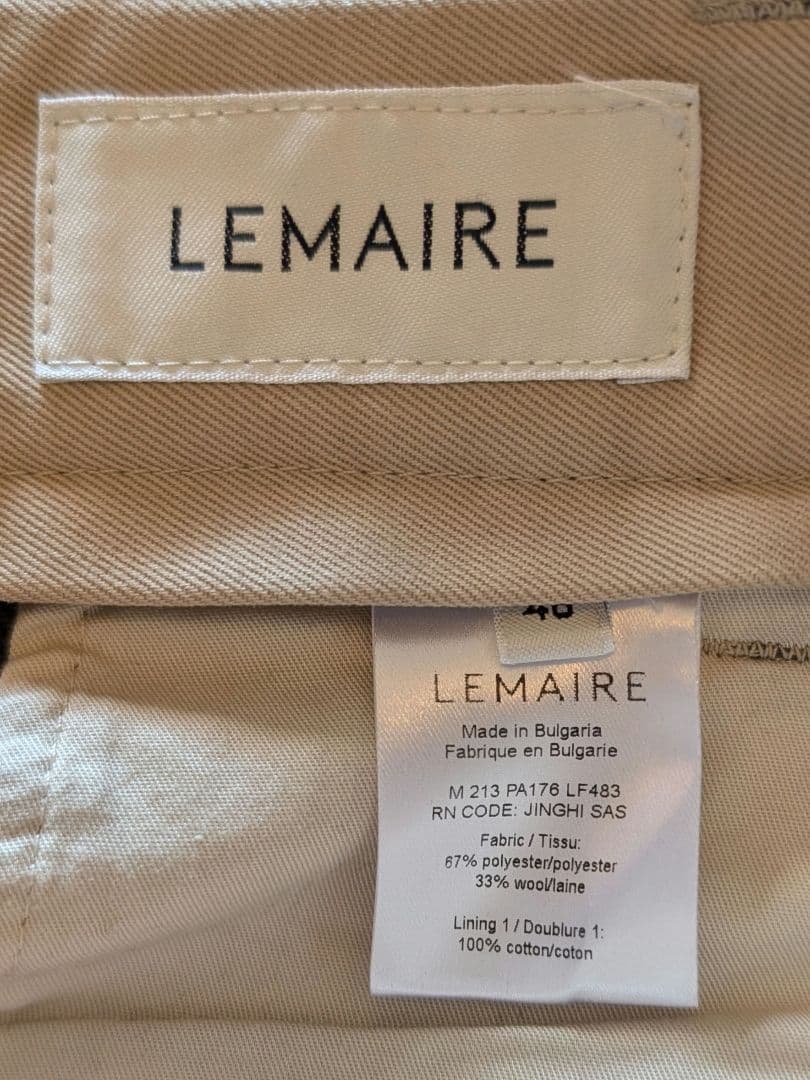 LEMAIRE
LEMAIRE
Made in Bulgaria
Fabrique en Bulgarie
M 213 PA176 LF483
RN CODE: JINGHI SAS
Fabric / Tissu:
67% polyester/polyester
33% wool/laine
Lining 1 / Doublure 1:
100% cotton/coton